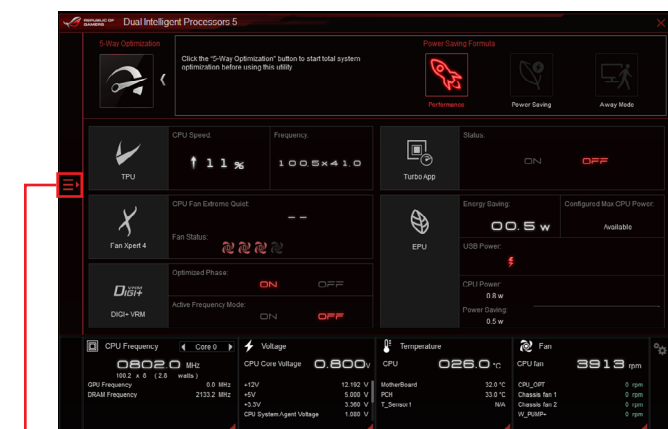 REPUBLIC OF GAMERS
Dual Intelligent Processors 5
5-Way Optimization
Click the "5-Way Optimization" button to start total system
optimization before using this utility
Power Saving Formula
Performance
Power Saving
Away Mode
TPU
CPU Speed:
11 %
Frequency:
100.5x41.0
Turbo App
Status:
ON OFF
Fan Xpert 4
CPU Fan Extreme Quiet:
--
Fan Status:
EPU
Energy Saving:
00.5 w
Configured Max CPU Power:
Available
USB Power:
CPU Power:
0.8 w
Power Saving:
0.5 w
DIGI+ VRM
DIGI+ VRM
Optimized Phase:
ON OFF
Active Frequency Mode:
ON OFF
CPU Frequency
Core 0
0802.0 MHz
100.2 x 8 (2.8 watts)
GPU Frequency 0.0 MHz
DRAM Frequency 2133.2 MHz
Voltage
CPU Core Voltage 0.800v
+12V 12.192 V
+5V 5.000 V
+3.3V 3.360 V
CPU System Agent Voltage 1.080 V
Temperature
CPU 026.0 °C
MotherBoard 32.0 °C
PCH 33.0 °C
T_Sensor1 N/A
Fan
CPU fan 3913 rpm
CPU_OPT 0 rpm
Chassis fan 1 0 rpm
Chassis fan 2 0 rpm
W_PUMP+ 0 rpm